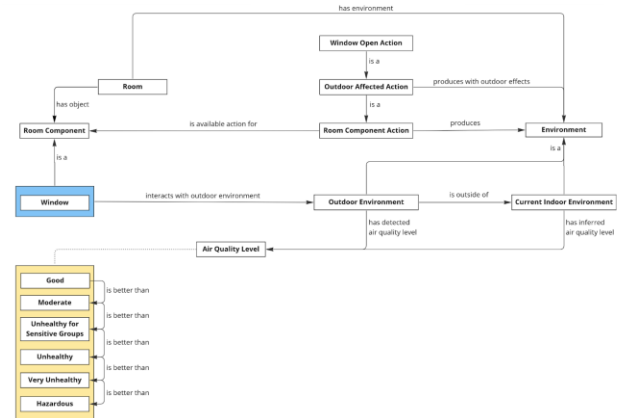 has environment
Window Open Action
is a
Room
Outdoor Affected Action
produces with outdoor effects
has object
is a
Room Component
is available action for
Room Component Action
produces
Environment
is a
is a
Window
interacts with outdoor environment
Outdoor Environment
is outside of
Current Indoor Environment
has detected
air quality level
has inferred
air quality level
Air Quality Level
Good
is better than
Moderate
is better than
Unhealthy for
Sensitive Groups
is better than
Unhealthy
is better than
Very Unhealthy
is better than
Hazardous